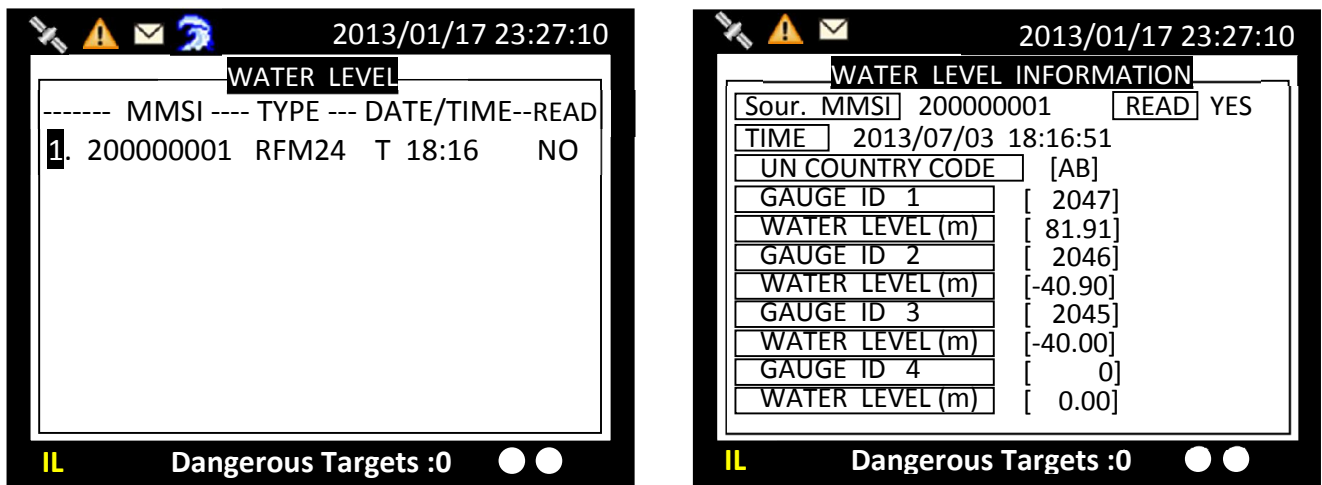 2013/01/17 23:27:10
WATER LEVEL
------- MMSI ---- TYPE --- DATE/TIME--READ
1. 200000001 RFM24 T 18:16 NO
IL Dangerous Targets :0
2013/01/17 23:27:10
WATER LEVEL INFORMATION
Sour. MMSI 200000001 READ YES
TIME 2013/07/03 18:16:51
UN COUNTRY CODE [AB]
GAUGE ID 1 [ 2047]
WATER LEVEL (m) [ 81.91]
GAUGE ID 2 [ 2046]
WATER LEVEL (m) [-40.90]
GAUGE ID 3 [ 2045]
WATER LEVEL (m) [-40.00]
GAUGE ID 4 [ 0]
WATER LEVEL (m) [ 0.00]
IL Dangerous Targets :0